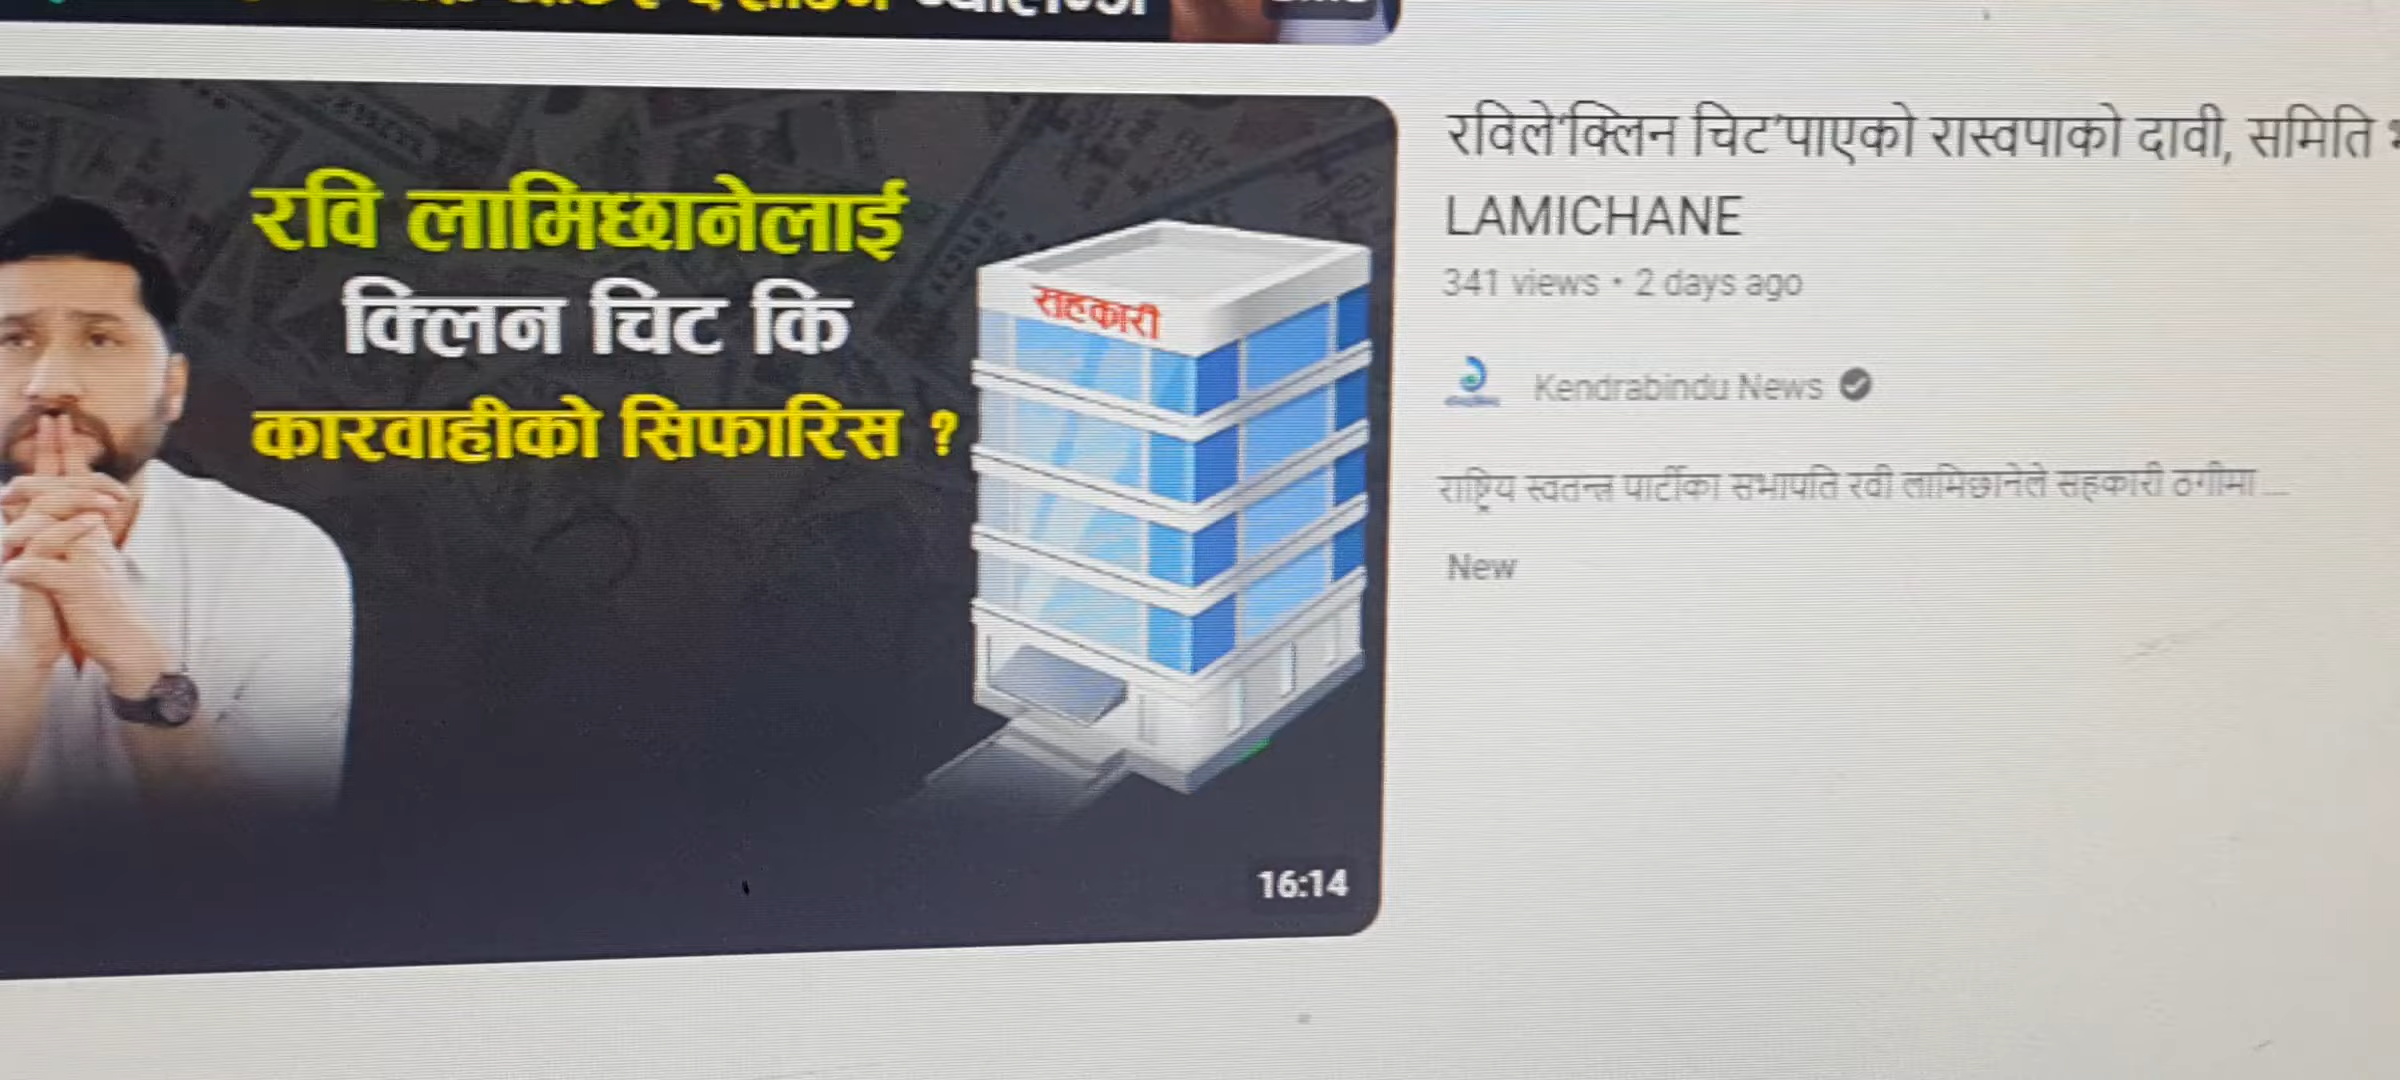 रवि लामिछानेलाई
क्लिन चिट कि
कारवाहीको सिफारिस ?
सहकारी
16:14
रविले'क्लिन चिट'पाएको रास्वपाको दावी, समिति
LAMICHANE
341 views • 2 days ago
Kendrabindu News
राष्ट्रिय स्वतन्त्र पार्टीका सभापति रवी लामिछानेले सहकारी ठगीमा ...
New